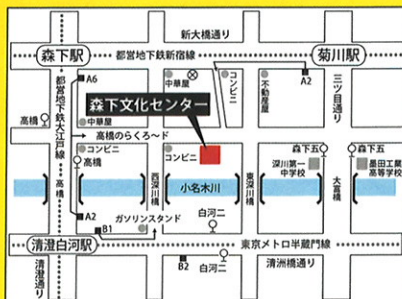 新大橋通り
森下駅
都営地下鉄新宿線
菊川駅
都営地下鉄大江戸線
A6
中華屋
コンビニ
不動産屋
A2
三ツ目通り
森下文化センター
高橋
中華屋
高橋のらくろ〜ド
コンビニ
高橋
コンビニ
森下五
深川第一
中学校
森下五
墨田工業
高等学校
高橋
西深川橋
小名木川
東深川橋
大富橋
A2
ガソリンスタンド
白河二
B1
清澄白河駅
東京メトロ半蔵門線
清澄通り
B2
白河二
清洲橋通り